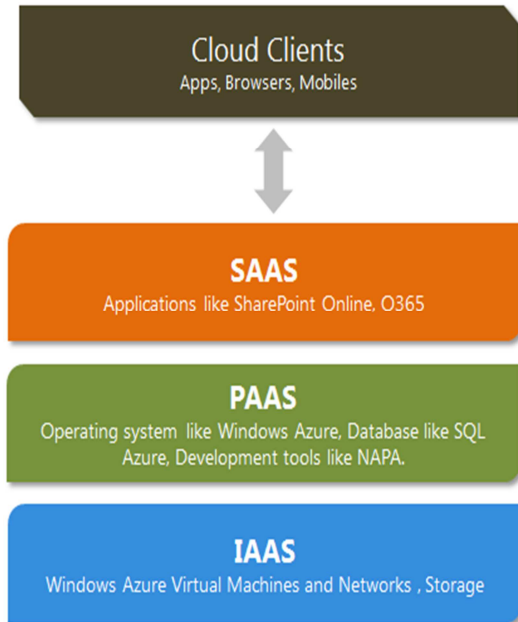 Cloud Clients
Apps, Browsers, Mobiles
SAAS
Applications like SharePoint Online, O365
PAAS
Operating system like Windows Azure, Database like SQL
Azure, Development tools like NAPA.
IAAS
Windows Azure Virtual Machines and Networks , Storage